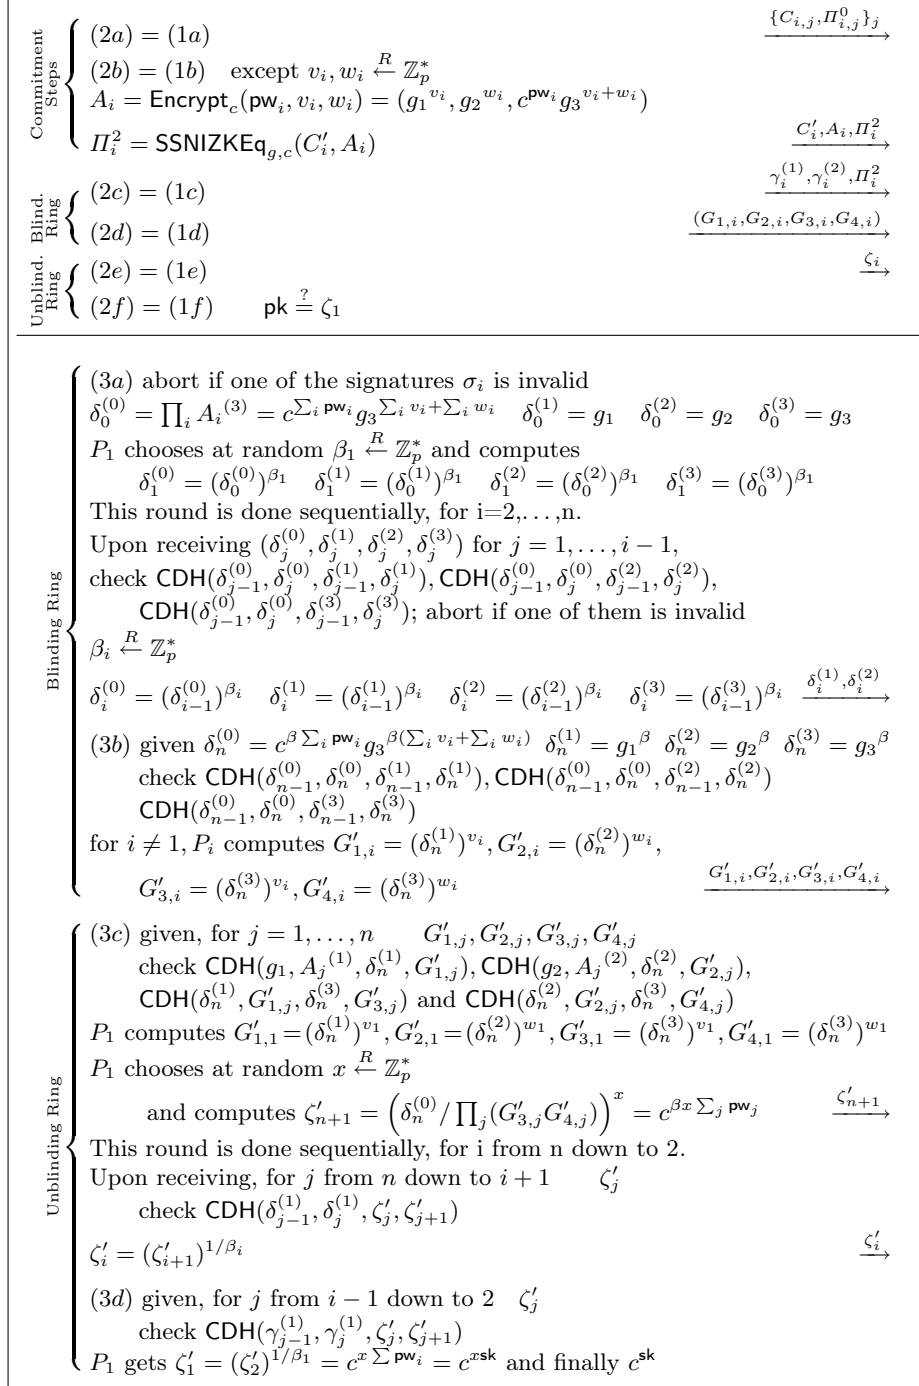 Commitment Steps
(2a) = (1a) {C_{i,j}, Π^0_{i,j}}_j →
(2b) = (1b) except v_i, w_i ←^R ℤ*_p
A_i = Encrypt_c(pw_i, v_i, w_i) = (g_1^{v_i}, g_2^{w_i}, c^{pw_i} g_3^{v_i+w_i})
Π_i^2 = SSNIZKEq_{g,c}(C'_i, A_i) C'_i, A_i, Π_i^2 →
Blind. Ring
(2c) = (1c) γ_i^{(1)}, γ_i^{(2)}, Π_i^2 →
(2d) = (1d) (G_{1,i}, G_{2,i}, G_{3,i}, G_{4,i}) →
Unblind. Ring
(2e) = (1e) ζ_i →
(2f) = (1f) pk ≟ ζ_1
Blinding Ring
(3a) abort if one of the signatures σ_i is invalid
δ_0^{(0)} = ∏_i A_i^{(3)} = c^{∑_i pw_i} g_3^{∑_i v_i + ∑_i w_i} δ_0^{(1)} = g_1 δ_0^{(2)} = g_2 δ_0^{(3)} = g_3
P_1 chooses at random β_1 ←^R ℤ*_p and computes
δ_1^{(0)} = (δ_0^{(0)})^{β_1} δ_1^{(1)} = (δ_0^{(1)})^{β_1} δ_1^{(2)} = (δ_0^{(2)})^{β_1} δ_1^{(3)} = (δ_0^{(3)})^{β_1}
This round is done sequentially, for i=2,...,n.
Upon receiving (δ_j^{(0)}, δ_j^{(1)}, δ_j^{(2)}, δ_j^{(3)}) for j = 1, . . . , i − 1,
check CDH(δ_{j-1}^{(0)}, δ_j^{(0)}, δ_{j-1}^{(1)}, δ_j^{(1)}), CDH(δ_{j-1}^{(0)}, δ_j^{(0)}, δ_{j-1}^{(2)}, δ_j^{(2)}),
CDH(δ_{j-1}^{(0)}, δ_j^{(0)}, δ_{j-1}^{(3)}, δ_j^{(3)}); abort if one of them is invalid
β_i ←^R ℤ*_p
δ_i^{(0)} = (δ_{i-1}^{(0)})^{β_i} δ_i^{(1)} = (δ_{i-1}^{(1)})^{β_i} δ_i^{(2)} = (δ_{i-1}^{(2)})^{β_i} δ_i^{(3)} = (δ_{i-1}^{(3)})^{β_i} δ_i^{(1)}, δ_i^{(2)} →
(3b) given δ_n^{(0)} = c^{β ∑_i pw_i} g_3^{β(∑_i v_i + ∑_i w_i)} δ_n^{(1)} = g_1^β δ_n^{(2)} = g_2^β δ_n^{(3)} = g_3^β
check CDH(δ_{n-1}^{(0)}, δ_n^{(0)}, δ_{n-1}^{(1)}, δ_n^{(1)}), CDH(δ_{n-1}^{(0)}, δ_n^{(0)}, δ_{n-1}^{(2)}, δ_n^{(2)})
CDH(δ_{n-1}^{(0)}, δ_n^{(0)}, δ_{n-1}^{(3)}, δ_n^{(3)})
for i ≠ 1, P_i computes G'_{1,i} = (δ_n^{(1)})^{v_i}, G'_{2,i} = (δ_n^{(2)})^{w_i},
G'_{3,i} = (δ_n^{(3)})^{v_i}, G'_{4,i} = (δ_n^{(3)})^{w_i} G'_{1,i}, G'_{2,i}, G'_{3,i}, G'_{4,i} →
Unblinding Ring
(3c) given, for j = 1, . . . , n G'_{1,j}, G'_{2,j}, G'_{3,j}, G'_{4,j}
check CDH(g_1, A_j^{(1)}, δ_n^{(1)}, G'_{1,j}), CDH(g_2, A_j^{(2)}, δ_n^{(2)}, G'_{2,j}),
CDH(δ_n^{(1)}, G'_{1,j}, δ_n^{(3)}, G'_{3,j}) and CDH(δ_n^{(2)}, G'_{2,j}, δ_n^{(3)}, G'_{4,j})
P_1 computes G'_{1,1} = (δ_n^{(1)})^{v_1}, G'_{2,1} = (δ_n^{(2)})^{w_1}, G'_{3,1} = (δ_n^{(3)})^{v_1}, G'_{4,1} = (δ_n^{(3)})^{w_1}
P_1 chooses at random x ←^R ℤ*_p
and computes ζ'_{n+1} = (δ_n^{(0)} / ∏_j (G'_{3,j} G'_{4,j}))^x = c^{βx ∑_j pw_j} ζ'_{n+1} →
This round is done sequentially, for i from n down to 2.
Upon receiving, for j from n down to i + 1 ζ'_j
check CDH(δ_{j-1}^{(1)}, δ_j^{(1)}, ζ'_j, ζ'_{j+1})
ζ'_i = (ζ'_{i+1})^{1/β_i} ζ'_i →
(3d) given, for j from i − 1 down to 2 ζ'_j
check CDH(γ_{j-1}^{(1)}, γ_j^{(1)}, ζ'_j, ζ'_{j+1})
P_1 gets ζ'_1 = (ζ'_2)^{1/β_1} = c^{x ∑ pw_i} = c^{xsk} and finally c^{sk}